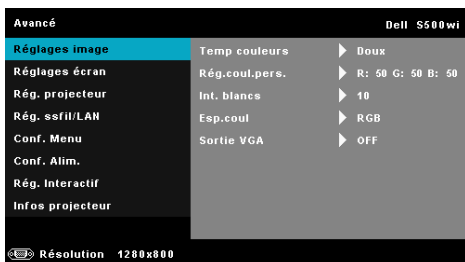 Avancé Dell S500wi
Réglages image Temp couleurs Doux
Réglages écran Rég.coul.pers. R: 50 G: 50 B: 50
Rég. projecteur Int. blancs 10
Rég. ssfil/LAN Esp.coul RGB
Conf. Menu Sortie VGA OFF
Conf. Alim.
Rég. Interactif
Infos projecteur
Résolution 1280x800